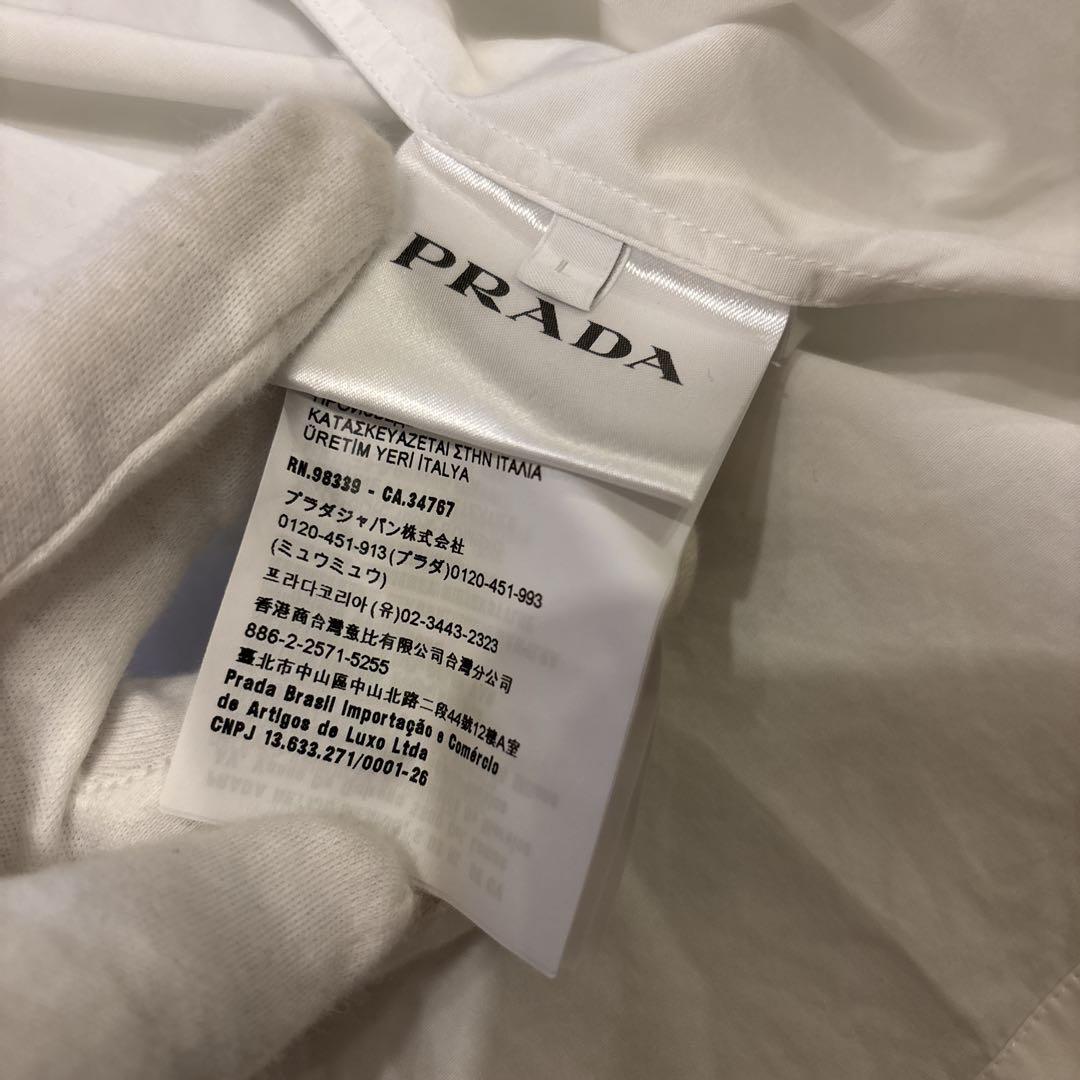 PRADA
L
ΚΑΤΑΣΚΕΥΑΖΕΤΑΙ ΣΤΗΝ ΙΤΑΛΙΑ
ÜRETİM YERİ İTALYA
RN.98339 - CA.34767
プラダジャパン株式会社
0120-451-913(プラダ)0120-451-993
(ミュウミュウ)
프라다코리아(유)02-3443-2323
香港商台灣意比有限公司台灣分公司
886-2-2571-5255
臺北市中山區中山北路二段44號12樓A室
Prada Brasil Importação e Comércio
de Artigos de Luxo Ltda
CNPJ 13.633.271/0001-26